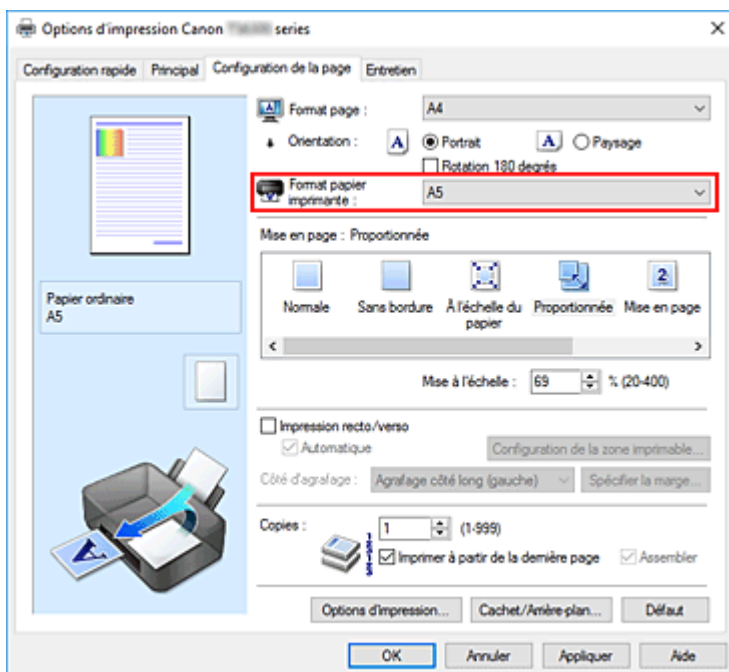 Options d'impression Canon series
Configuration rapide Principal Configuration de la page Entretien
Format page : A4
Orientation : A Portrait A Paysage
Rotation 180 degrés
Format papier
imprimante : A5
Mise en page : Proportionnée
2
Normale Sans bordure À l'échelle du papier Proportionnée Mise en page
Papier ordinaire
A5
Mise à l'échelle : 69 % (20-400)
Impression recto/verso
Automatique Configuration de la zone imprimable...
Côté d'agrafage : Agrafage côté long (gauche) Spécifier la marge...
Copies : 1 (1-999)
Imprimer à partir de la dernière page Assembler
Options d'impression... Cachet/Arrière-plan... Défaut
OK Annuler Appliquer Aide